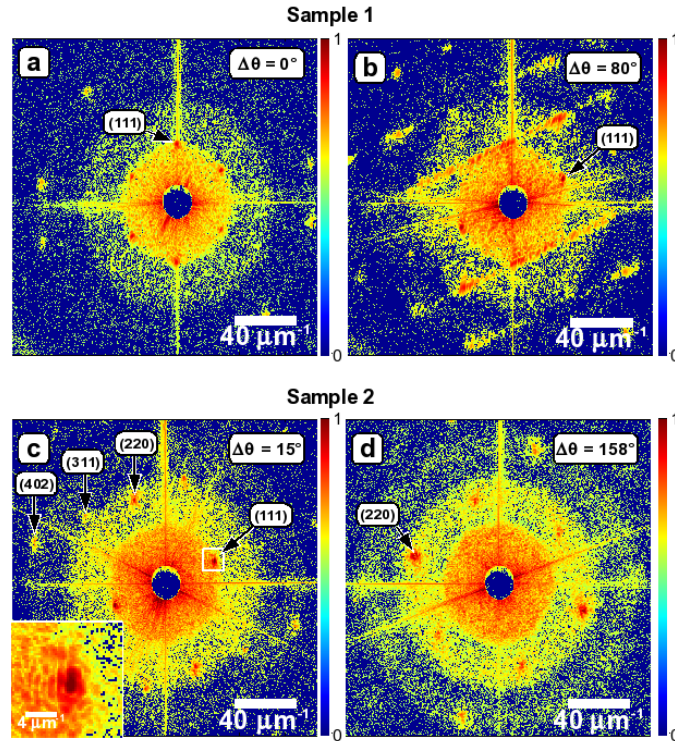 Sample 1
a
Δθ = 0°
1
(111)
40 μm⁻¹
0
b
Δθ = 80°
1
(111)
40 μm⁻¹
0
Sample 2
c
Δθ = 15°
1
(220)
(311)
(402)
(111)
4 μm⁻¹
40 μm⁻¹
0
d
Δθ = 158°
1
(220)
40 μm⁻¹
0